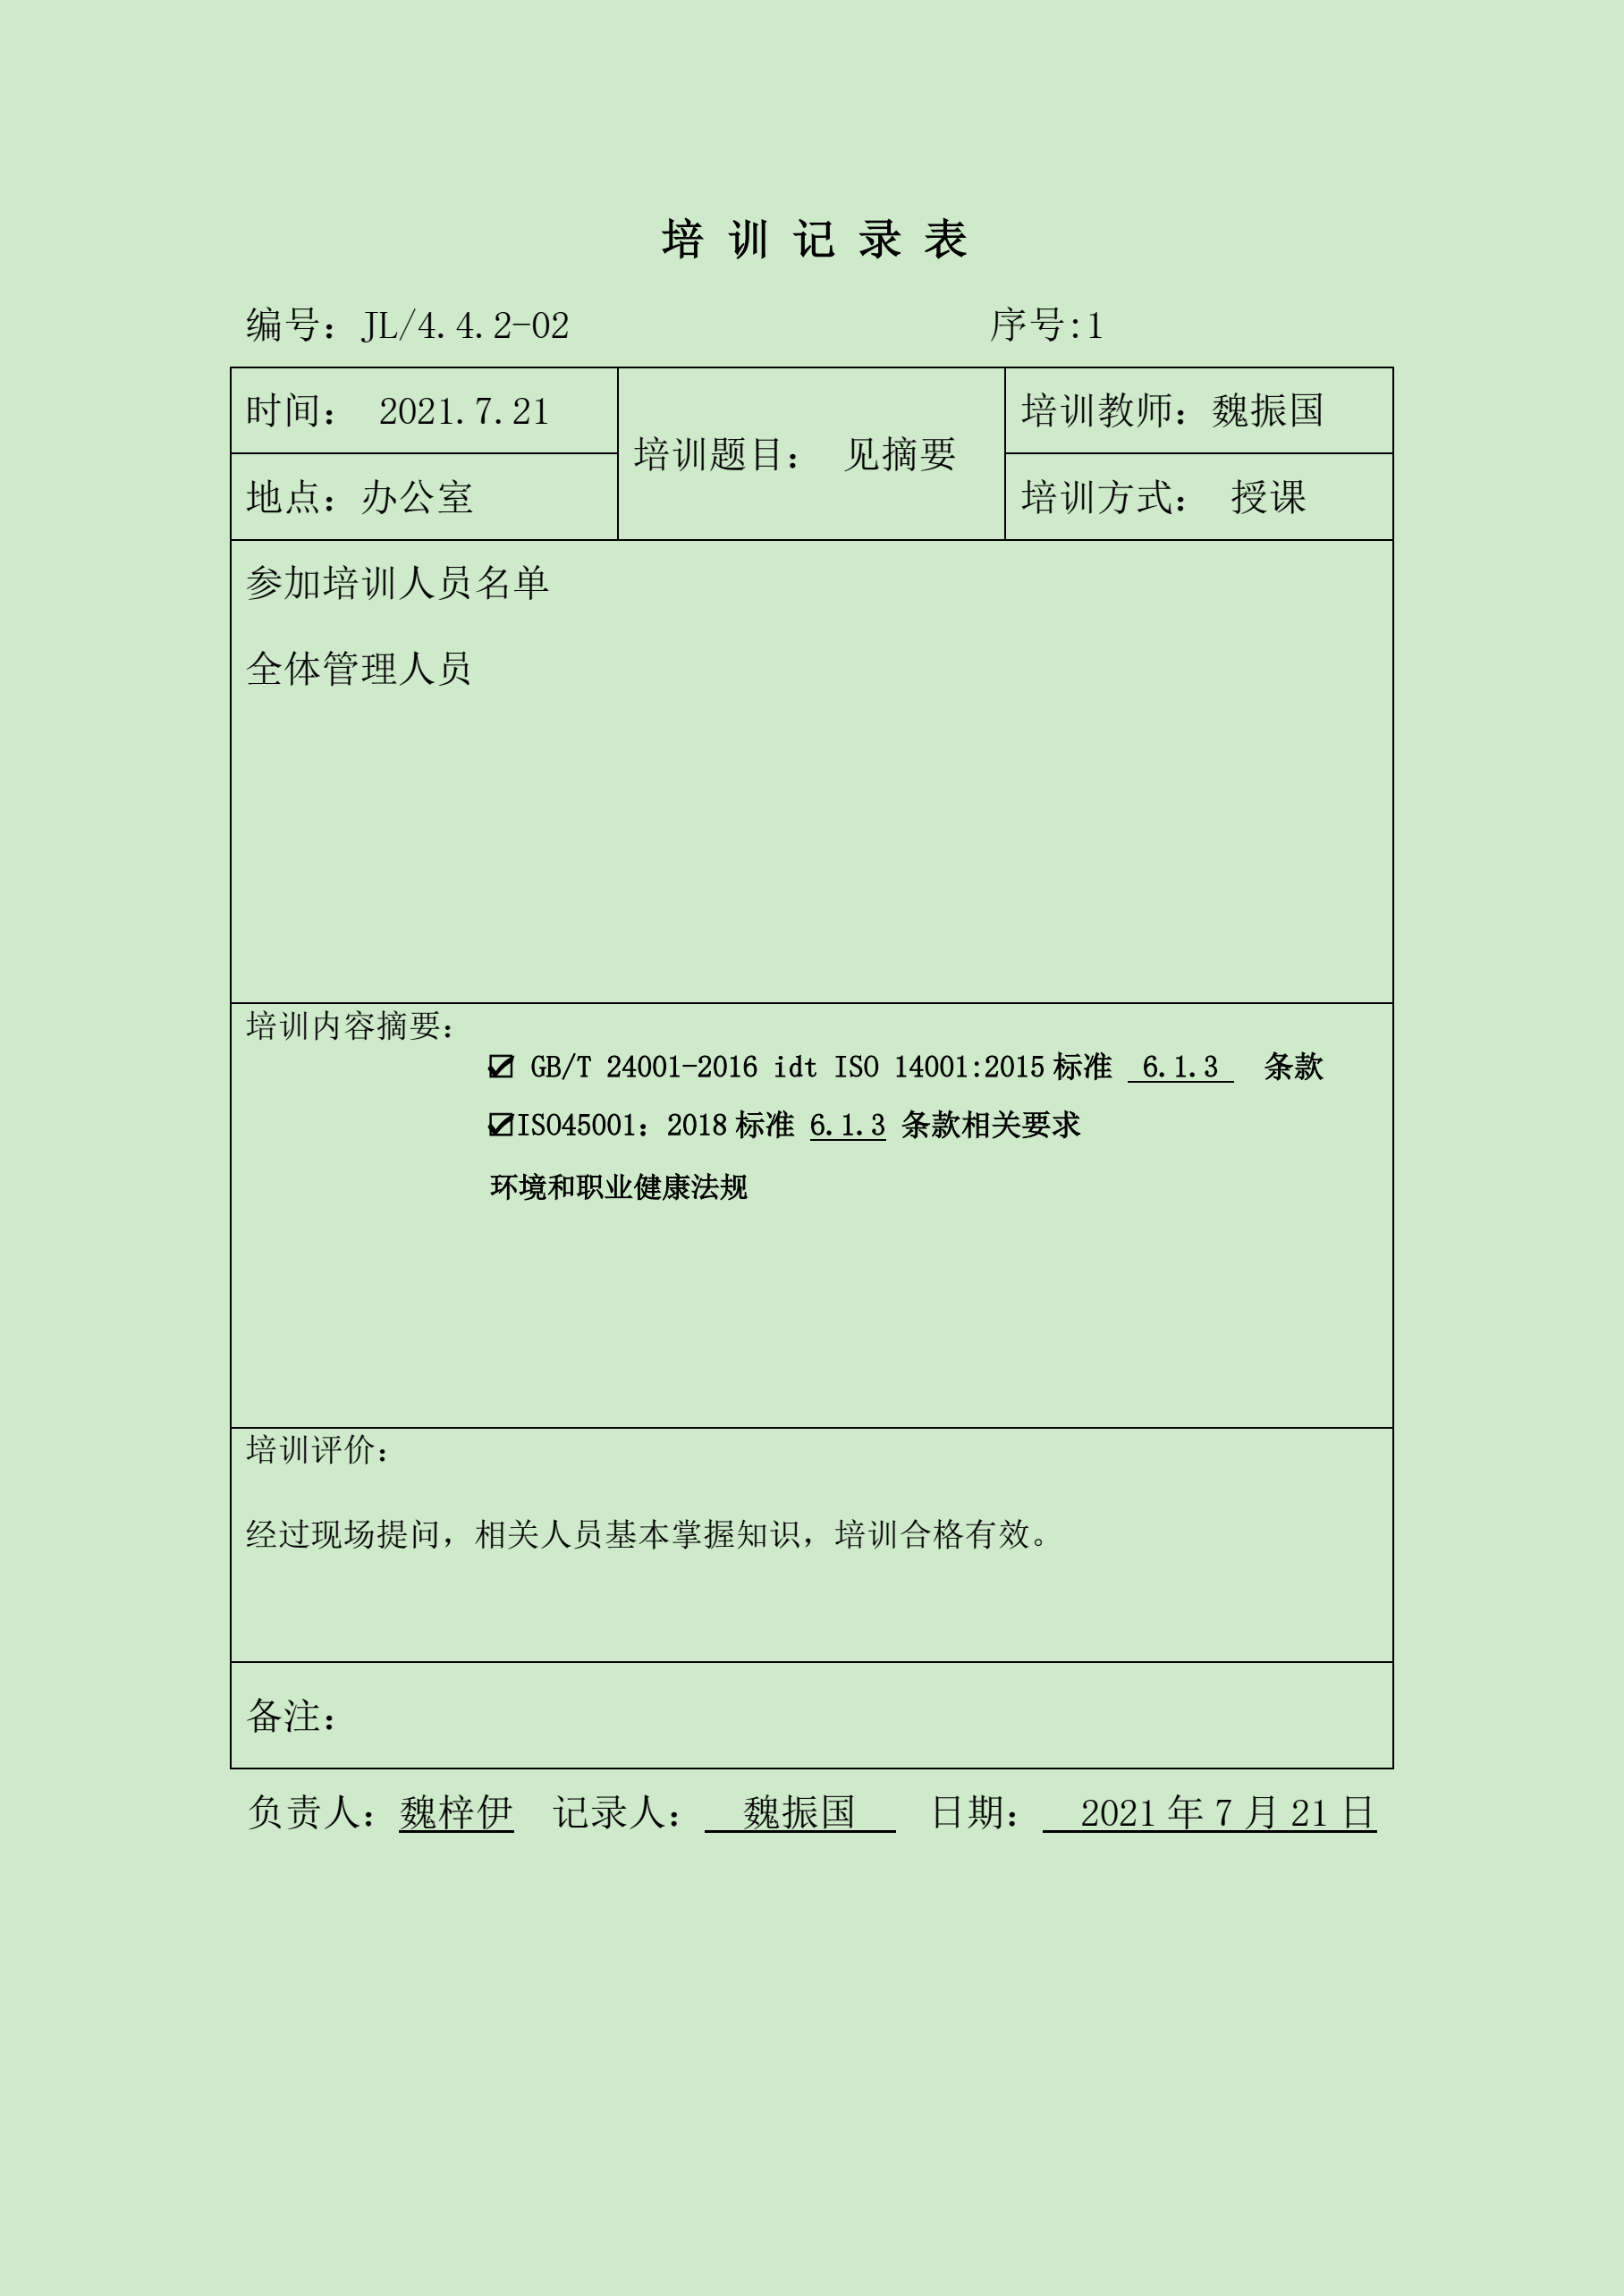 培 训 记 录 表
编号：JL/4.4.2-02 序号:1
时间： 2021.7.21
培训题目： 见摘要
培训教师：魏振国
地点：办公室
培训方式： 授课
参加培训人员名单
全体管理人员
培训内容摘要：
☑ GB/T 24001-2016 idt ISO 14001:2015标准 6.1.3 条款
☑ISO45001：2018标准 6.1.3 条款相关要求
环境和职业健康法规
培训评价：
经过现场提问，相关人员基本掌握知识，培训合格有效。
备注：
负责人：魏梓伊 记录人： 魏振国 日期： 2021年7月21日